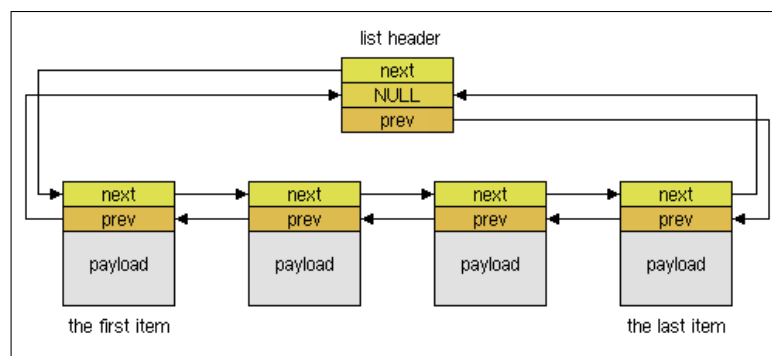 list header
next
NULL
prev
next next next next
prev prev prev prev
payload payload payload payload
the first item the last item